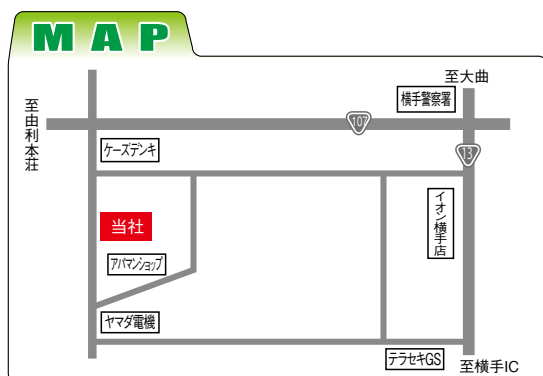 MAP
至大曲
横手警察署
至由利本荘
107
ケーズデンキ
13
イオン横手店
当社
アパマンショップ
ヤマダ電機
テラセキGS
至横手IC